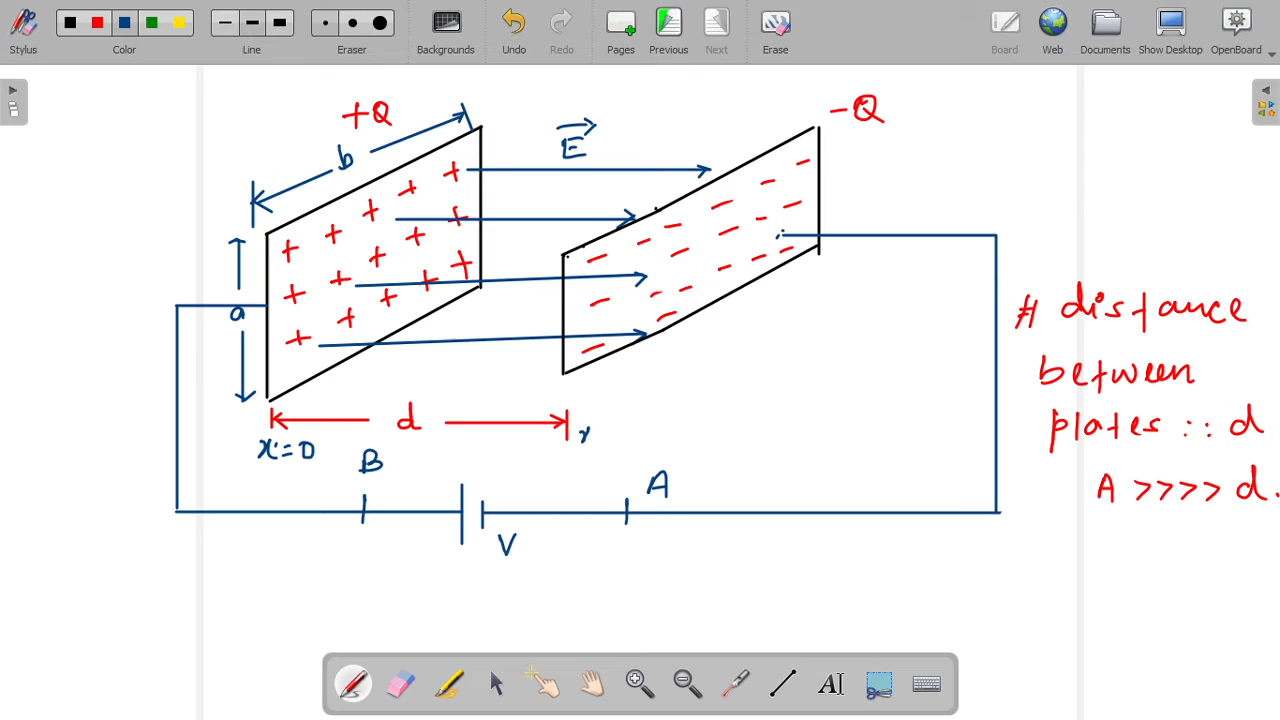 Stylus
Color
Line
Eraser
Backgrounds
Undo
Redo
Pages
Previous
Next
Erase
Board
Web
Documents
Show Desktop
OpenBoard
+Q
-Q
b
E
a
# distance
between
plates :: d
A >>>> d.
d
x=0
B
A
V